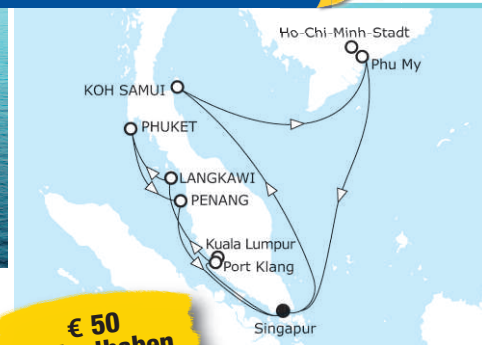 Ho-Chi-Minh-Stadt
Phu My
KOH SAMUI
PHUKET
LANGKAWI
PENANG
Kuala Lumpur
Port Klang
Singapur
€ 50